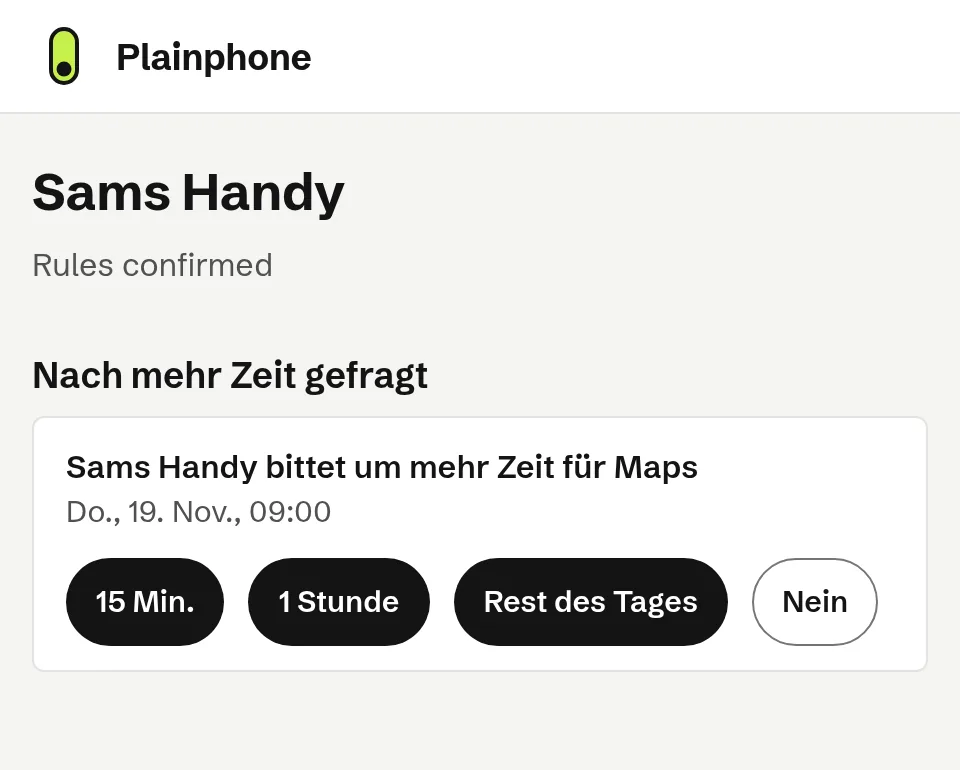 Plainphone
Sams Handy
Rules confirmed
Nach mehr Zeit gefragt
Sams Handy bittet um mehr Zeit für Maps
Do., 19. Nov., 09:00
15 Min.
1 Stunde
Rest des Tages
Nein